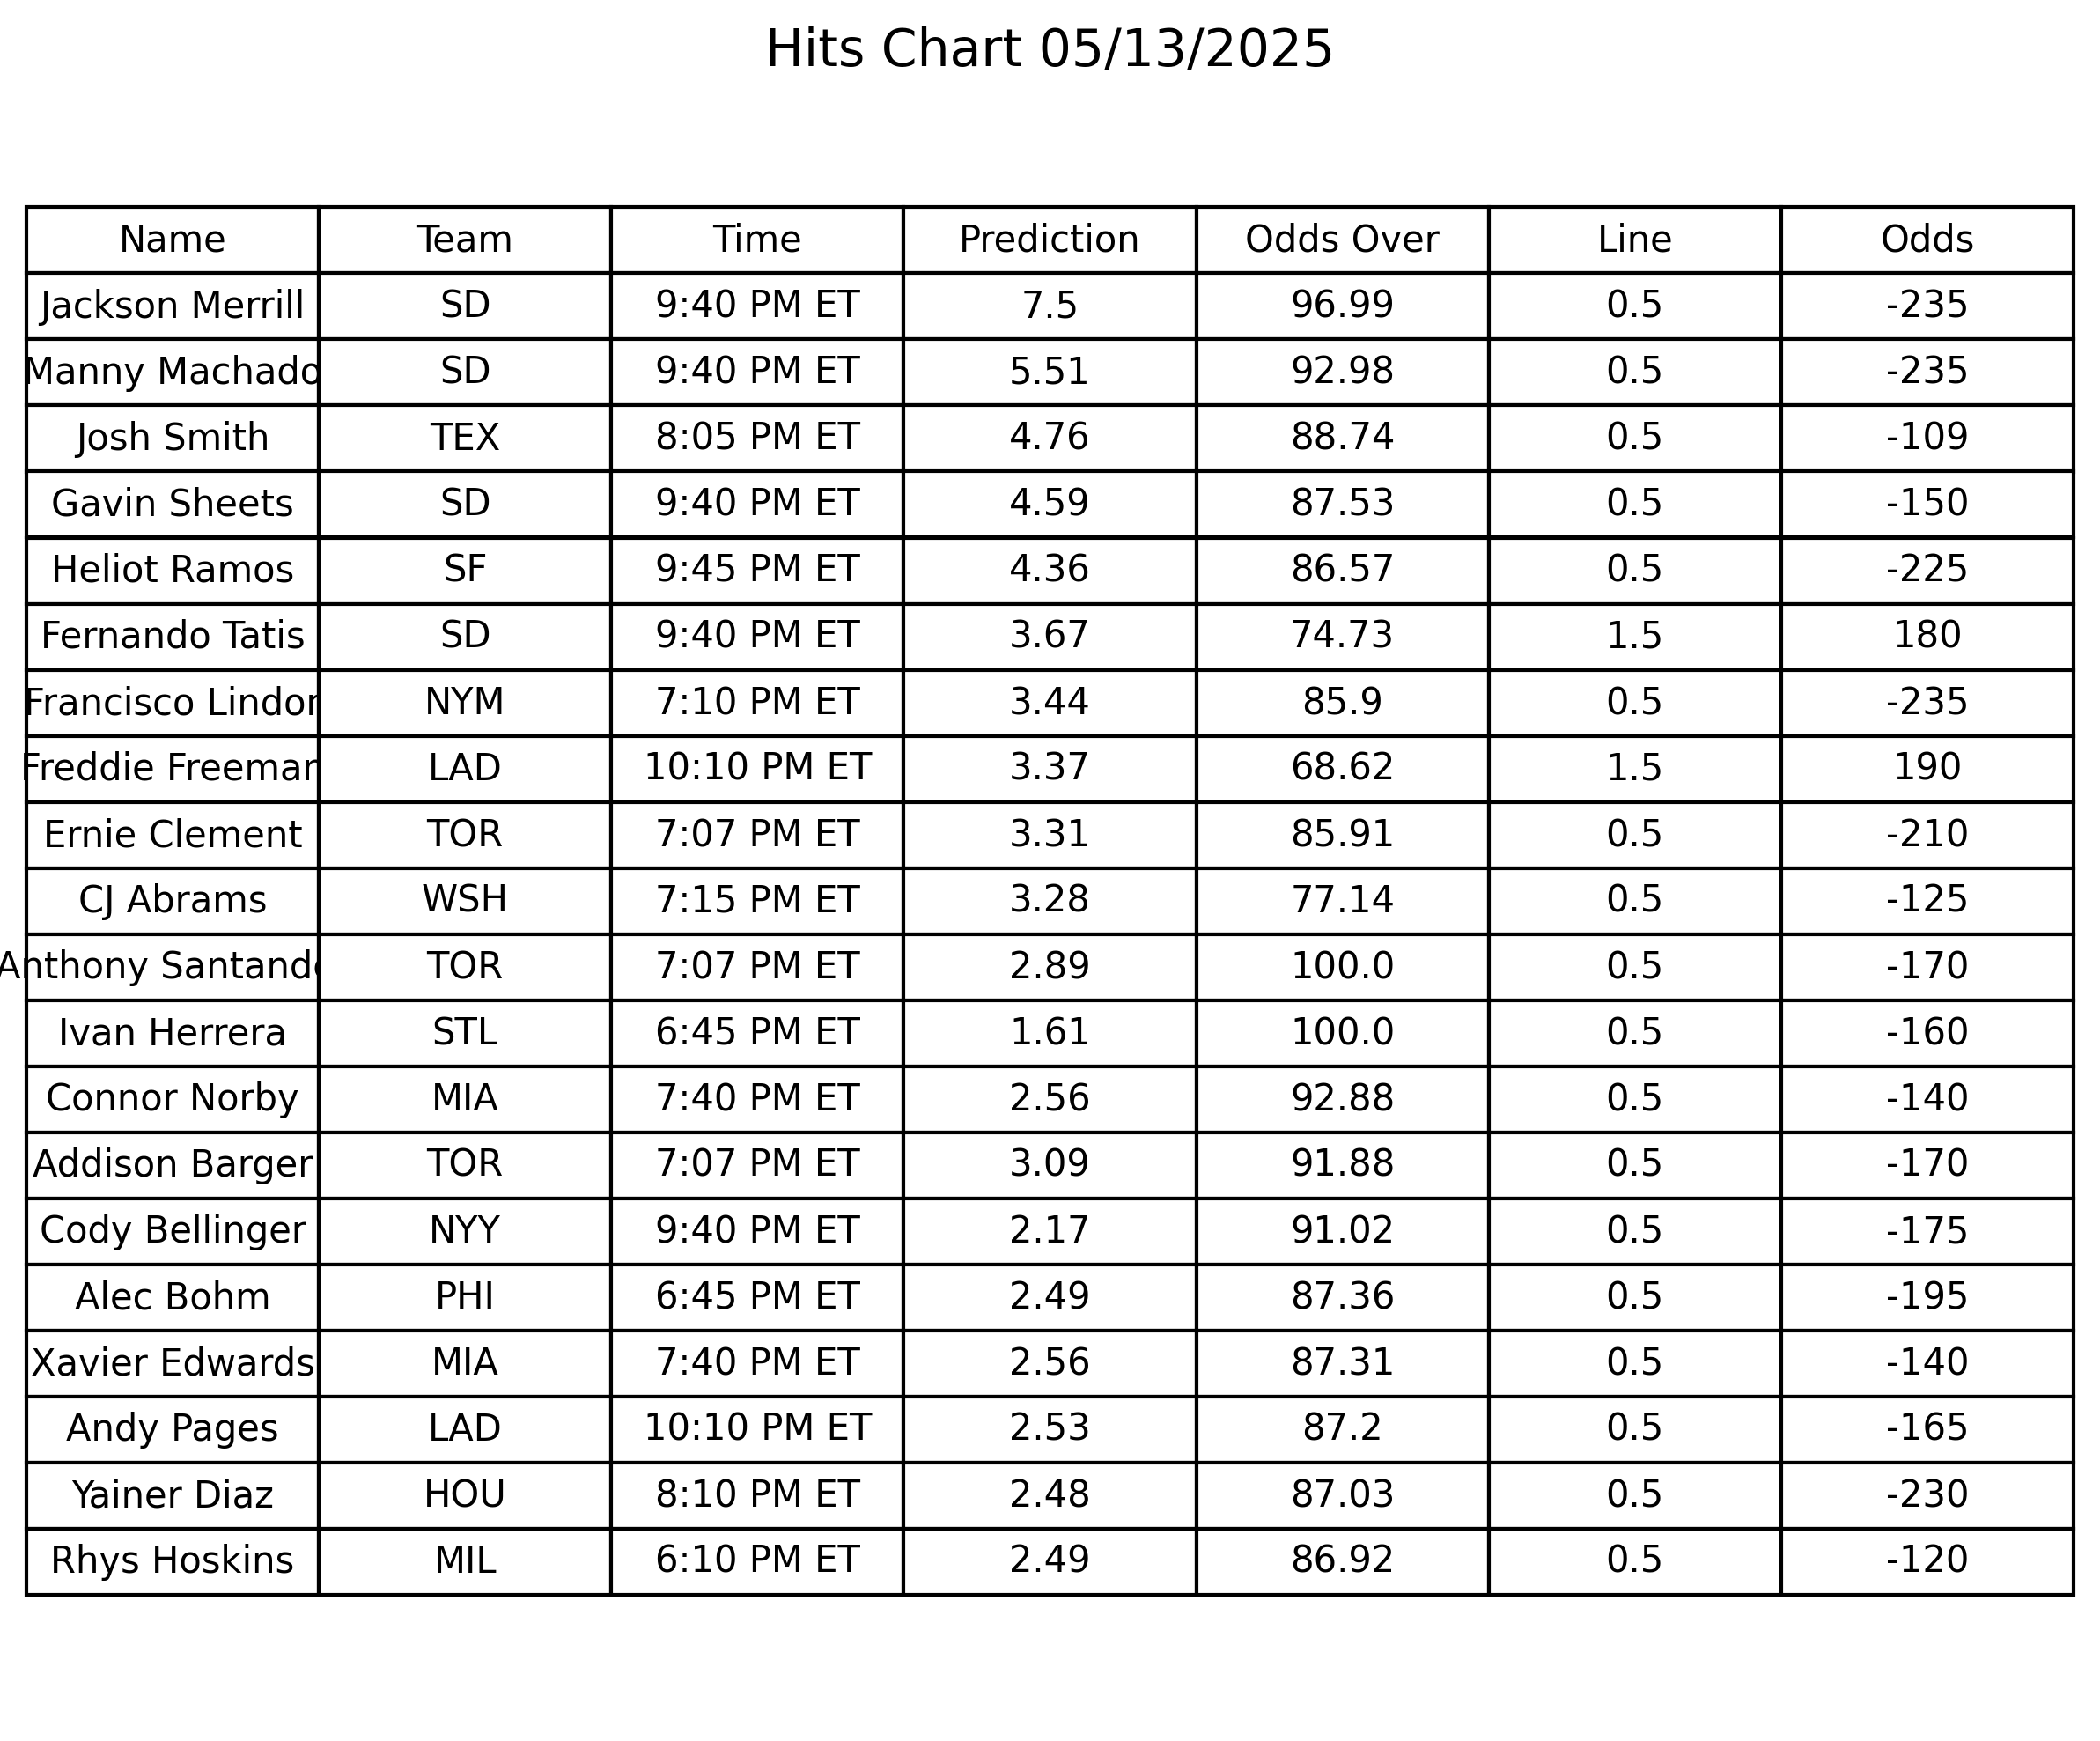 Hits Chart 05/13/2025
Name Team Time Prediction Odds Over Line Odds
Jackson Merrill SD 9:40 PM ET 7.5 96.99 0.5 -235
Manny Machado SD 9:40 PM ET 5.51 92.98 0.5 -235
Josh Smith TEX 8:05 PM ET 4.76 88.74 0.5 -109
Gavin Sheets SD 9:40 PM ET 4.59 87.53 0.5 -150
Heliot Ramos SF 9:45 PM ET 4.36 86.57 0.5 -225
Fernando Tatis SD 9:40 PM ET 3.67 74.73 1.5 180
Francisco Lindor NYM 7:10 PM ET 3.44 85.9 0.5 -235
Freddie Freeman LAD 10:10 PM ET 3.37 68.62 1.5 190
Ernie Clement TOR 7:07 PM ET 3.31 85.91 0.5 -210
CJ Abrams WSH 7:15 PM ET 3.28 77.14 0.5 -125
Anthony Santande TOR 7:07 PM ET 2.89 100.0 0.5 -170
Ivan Herrera STL 6:45 PM ET 1.61 100.0 0.5 -160
Connor Norby MIA 7:40 PM ET 2.56 92.88 0.5 -140
Addison Barger TOR 7:07 PM ET 3.09 91.88 0.5 -170
Cody Bellinger NYY 9:40 PM ET 2.17 91.02 0.5 -175
Alec Bohm PHI 6:45 PM ET 2.49 87.36 0.5 -195
Xavier Edwards MIA 7:40 PM ET 2.56 87.31 0.5 -140
Andy Pages LAD 10:10 PM ET 2.53 87.2 0.5 -165
Yainer Diaz HOU 8:10 PM ET 2.48 87.03 0.5 -230
Rhys Hoskins MIL 6:10 PM ET 2.49 86.92 0.5 -120